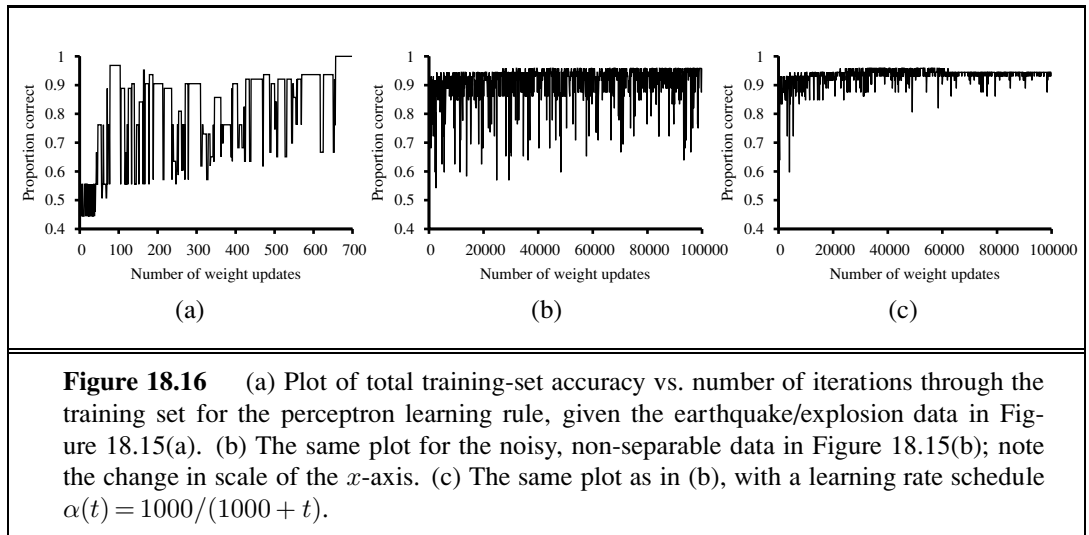 Proportion correct
1
0.9
0.8
0.7
0.6
0.5
0.4
0 100 200 300 400 500 600 700
Number of weight updates
(a)
Proportion correct
1
0.9
0.8
0.7
0.6
0.5
0.4
0 20000 40000 60000 80000 100000
Number of weight updates
(b)
Proportion correct
1
0.9
0.8
0.7
0.6
0.5
0.4
0 20000 40000 60000 80000 100000
Number of weight updates
(c)
Figure 18.16 (a) Plot of total training-set accuracy vs. number of iterations through the
training set for the perceptron learning rule, given the earthquake/explosion data in Fig-
ure 18.15(a). (b) The same plot for the noisy, non-separable data in Figure 18.15(b); note
the change in scale of the x-axis. (c) The same plot as in (b), with a learning rate schedule
α(t) = 1000/(1000 + t).